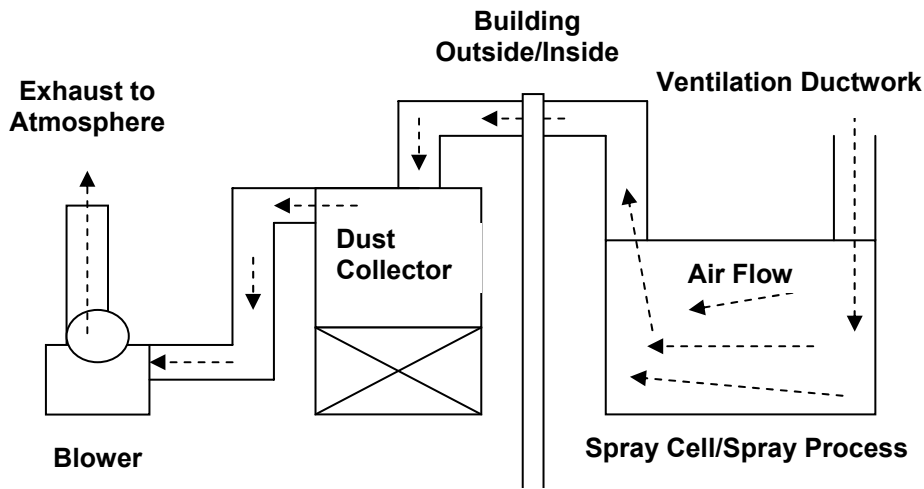 Building
Outside/Inside
Ventilation Ductwork
Exhaust to
Atmosphere
Dust
Collector
Air Flow
Blower
Spray Cell/Spray Process